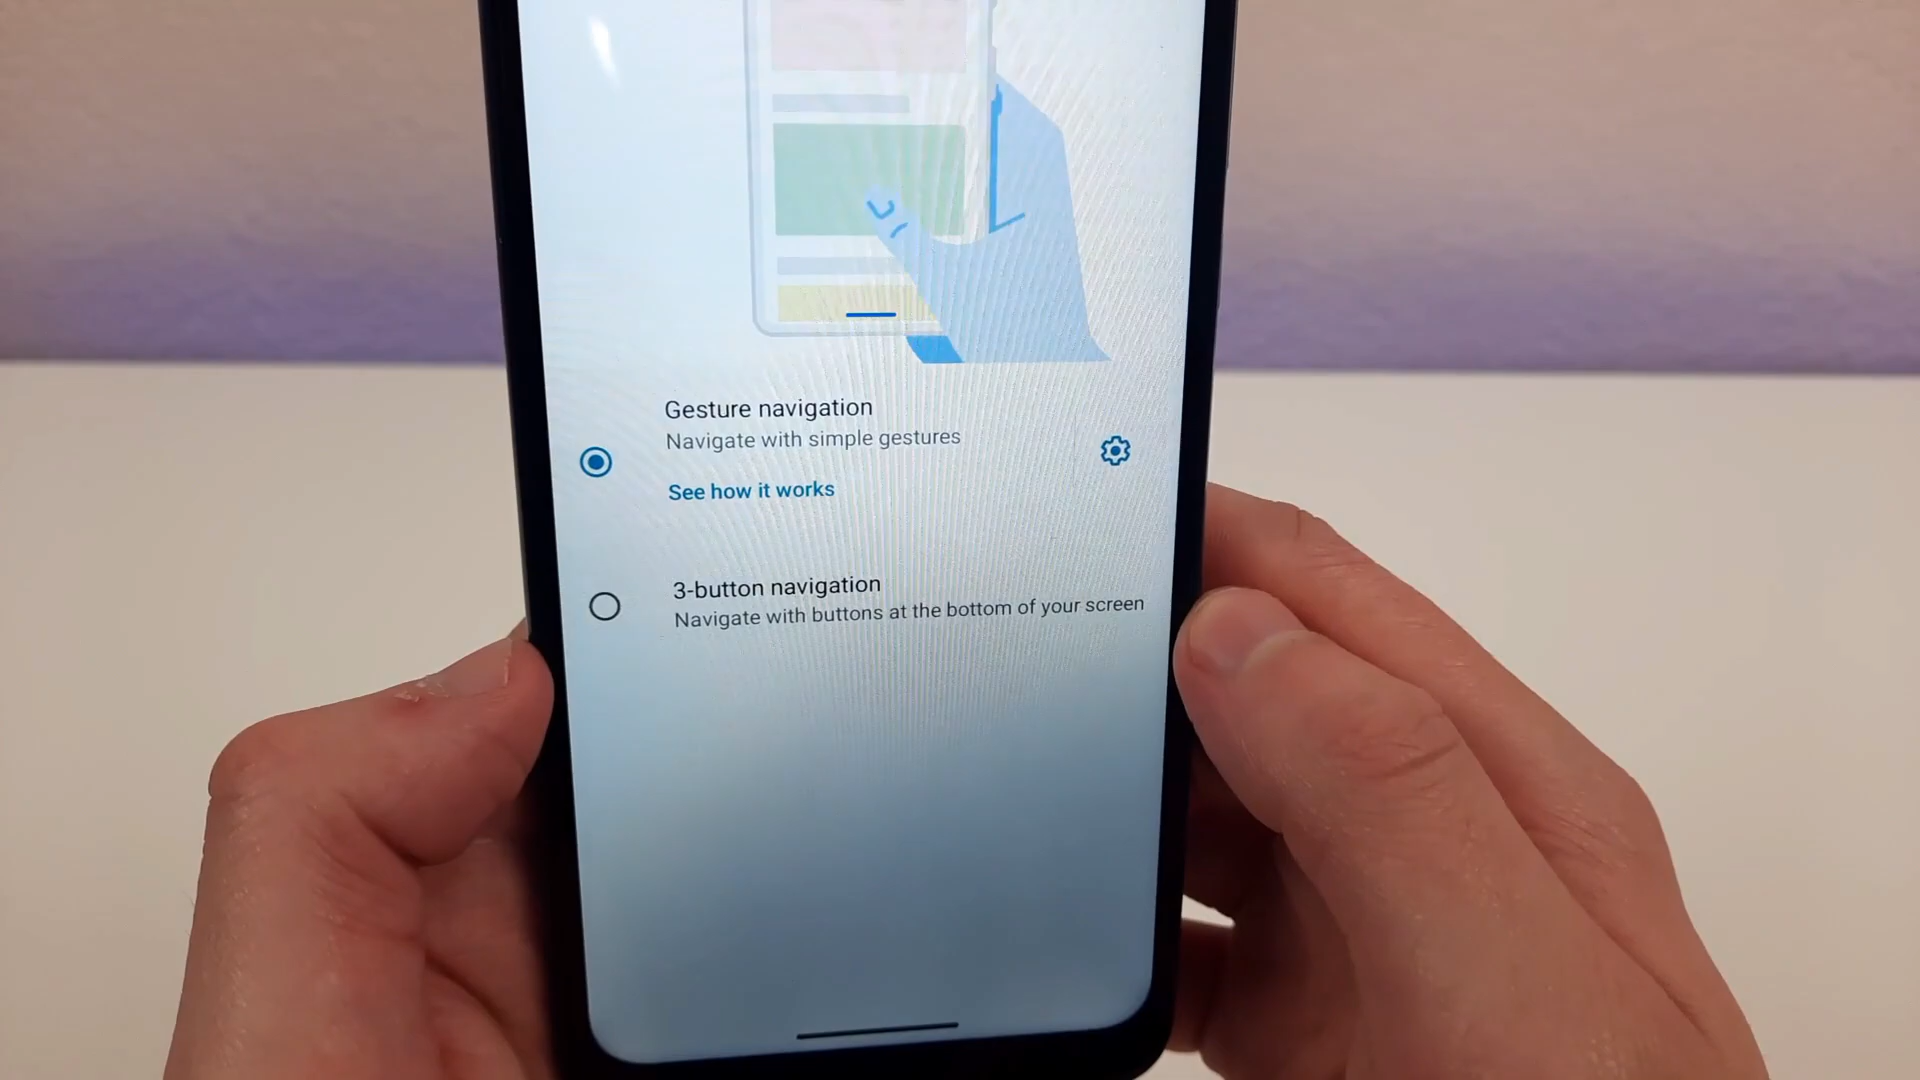 Gesture navigation
Navigate with simple gestures
See how it works
3-button navigation
Navigate with buttons at the bottom of your screen